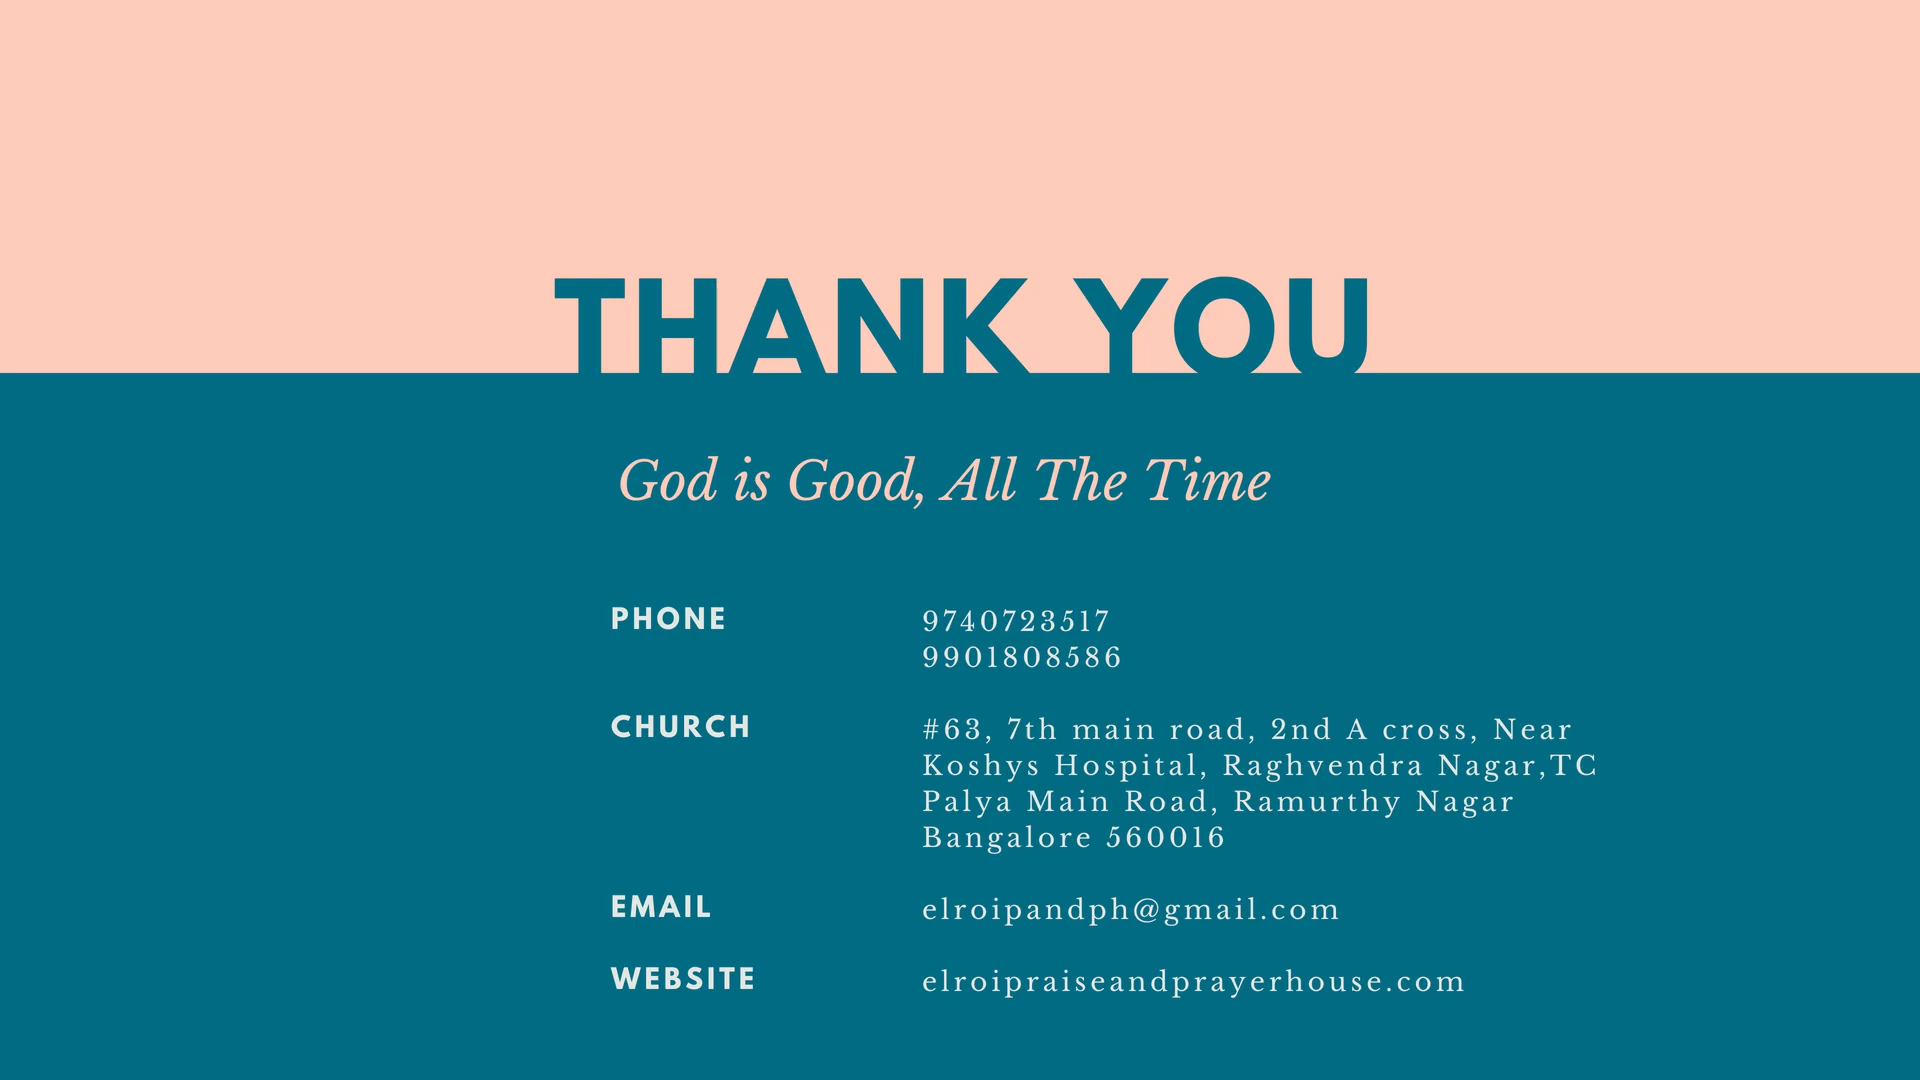 THANK YOU
God is Good, All The Time
PHONE
9740723517
9901808586
CHURCH
#63, 7th main road, 2nd A cross, Near
Koshys Hospital, Raghvendra Nagar,TC
Palya Main Road, Ramurthy Nagar
Bangalore 560016
EMAIL
elroipandph@gmail.com
WEBSITE
elroipraiseandprayerhouse.com